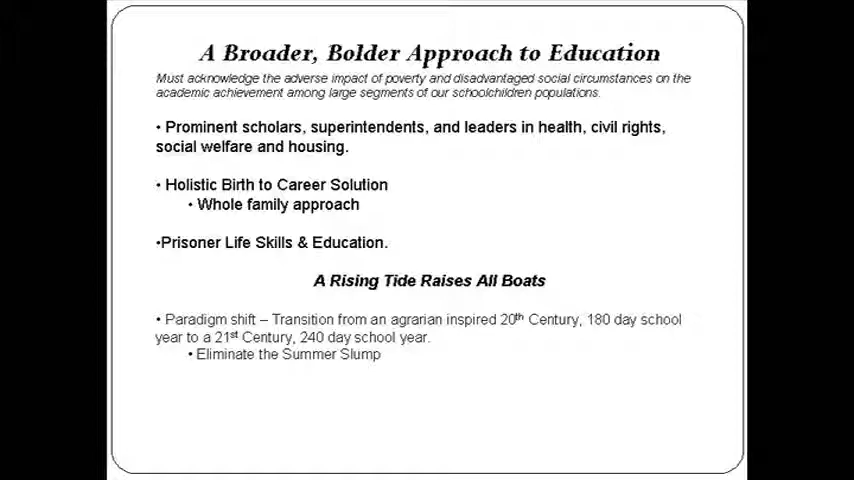 A Broader, Bolder Approach to Education
Must acknowledge the adverse impact of poverty and disadvantaged social circumstances on the
academic achievement among large segments of our schoolchildren populations.
• Prominent scholars, superintendents, and leaders in health, civil rights,
social welfare and housing.
• Holistic Birth to Career Solution
• Whole family approach
•Prisoner Life Skills & Education.
A Rising Tide Raises All Boats
• Paradigm shift – Transition from an agrarian inspired 20th Century, 180 day school
year to a 21st Century, 240 day school year.
• Eliminate the Summer Slump